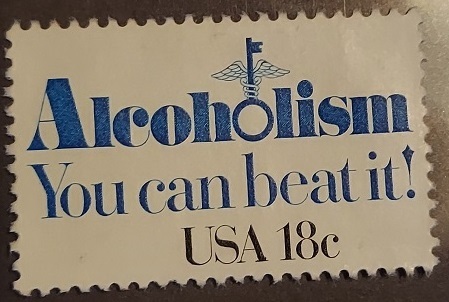 Alcoholism
You can beat it!
USA 18c